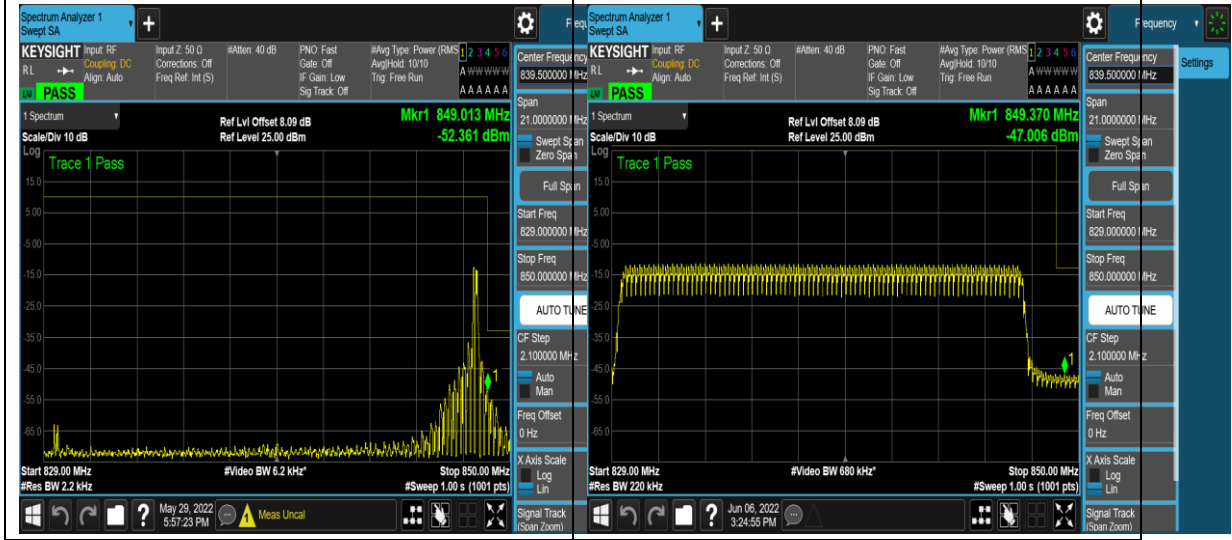 Spectrum Analyzer 1
Swept SA
KEYSIGHT
RL
Input: RF
Coupling: DC
Align: Auto
Input Z: 50 Ω
Corrections: Off
Freq Ref: Int (S)
#Atten: 40 dB
PNO: Fast
Gate: Off
IF Gain: Low
Sig Track: Off
#Avg Type: Power (RMS
Avg|Hold: 10/10
Trig: Free Run
1 2 3 4 5 6
A W W W W W
A A A A A A
PASS
1 Spectrum
Scale/Div 10 dB
Log
Ref Lvl Offset 8.09 dB
Ref Level 25.00 dBm
Mkr1 849.013 MHz
-52.361 dBm
Trace 1 Pass
15.0
5.00
-5.00
-15.0
-25.0
-35.0
-45.0
-55.0
-65.0
1
Start 829.00 MHz
#Res BW 2.2 kHz
#Video BW 6.2 kHz*
Stop 850.00 MHz
#Sweep 1.00 s (1001 pts)
May 29, 2022
5:57:23 PM
Meas Uncal
Frequ
Center Frequency
839.500000 MHz
Span
21.0000000 MHz
Swept Span
Zero Span
Full Span
Start Freq
829.000000 MHz
Stop Freq
850.000000 MHz
AUTO TUNE
CF Step
2.100000 MHz
Auto
Man
Freq Offset
0 Hz
X Axis Scale
Log
Lin
Signal Track
(Span Zoom)
Spectrum Analyzer 1
Swept SA
KEYSIGHT
RL
Input: RF
Coupling: DC
Align: Auto
Input Z: 50 Ω
Corrections: Off
Freq Ref: Int (S)
#Atten: 40 dB
PNO: Fast
Gate: Off
IF Gain: Low
Sig Track: Off
#Avg Type: Power (RMS
Avg|Hold: 10/10
Trig: Free Run
1 2 3 4 5 6
A W W W W W
A A A A A A
PASS
1 Spectrum
Scale/Div 10 dB
Log
Ref Lvl Offset 8.09 dB
Ref Level 25.00 dBm
Mkr1 849.370 MHz
-47.006 dBm
Trace 1 Pass
15.0
5.00
-5.00
-15.0
-25.0
-35.0
-45.0
-55.0
-65.0
1
Start 829.00 MHz
#Res BW 220 kHz
#Video BW 680 kHz*
Stop 850.00 MHz
#Sweep 1.00 s (1001 pts)
Jun 06, 2022
3:24:55 PM
Frequency
Settings
Center Frequency
839.500000 MHz
Span
21.0000000 MHz
Swept Span
Zero Span
Full Span
Start Freq
829.000000 MHz
Stop Freq
850.000000 MHz
AUTO TUNE
CF Step
2.100000 MHz
Auto
Man
Freq Offset
0 Hz
X Axis Scale
Log
Lin
Signal Track
(Span Zoom)